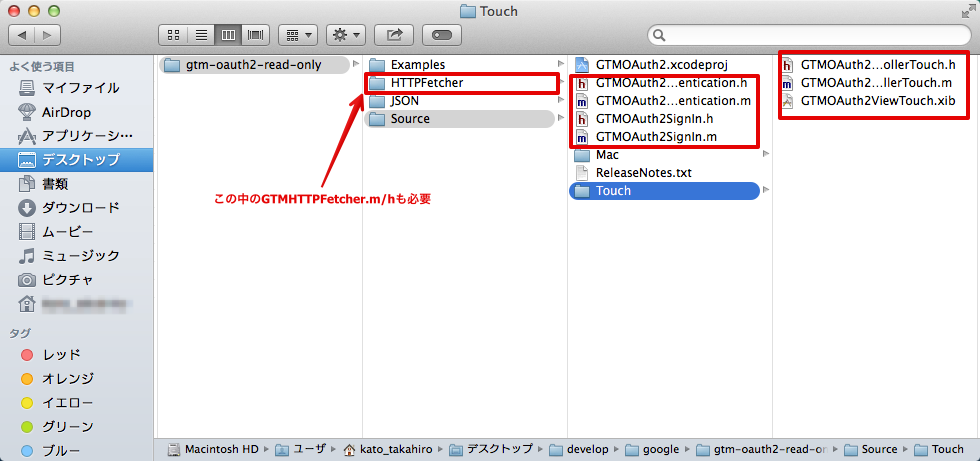 Touch
よく使う項目
マイファイル
AirDrop
アプリケーシ…
デスクトップ
書類
ダウンロード
ムービー
ミュージック
ピクチャ
タグ
レッド
オレンジ
イエロー
グリーン
ブルー
gtm-oauth2-read-only
Examples
HTTPFetcher
JSON
Source
この中のGTMHTTPFetcher.m/hも必要
GTMOAuth2.xcodeproj
GTMOAuth2...entication.h
GTMOAuth2...entication.m
GTMOAuth2SignIn.h
GTMOAuth2SignIn.m
Mac
ReleaseNotes.txt
Touch
GTMOAuth2...ollerTouch.h
GTMOAuth2...llerTouch.m
GTMOAuth2ViewTouch.xib
Macintosh HD ▸ ユーザ ▸ kato_takahiro ▸ デスクトップ ▸ develop ▸ google ▸ gtm-oauth2-read-on ▸ Source ▸ Touch